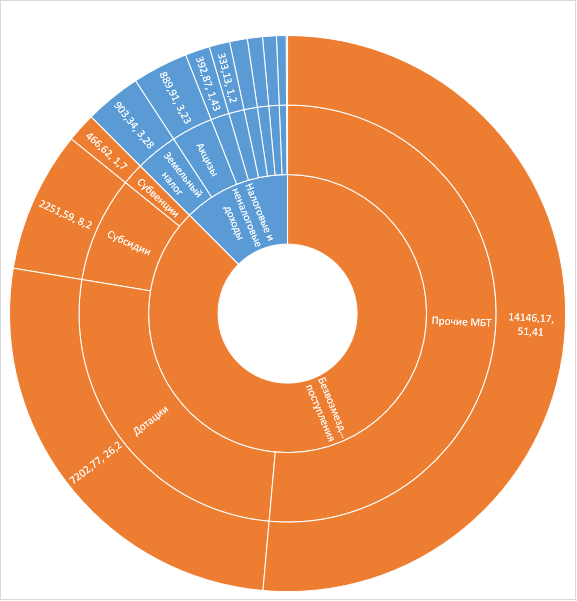 333,13, 1,2
392,87, 1,43
889,91, 3,23
903,34, 3,28
466,62, 1,7
2251,59, 8,2
Акцизы
Земельный
налог
Субвенции
Субсидии
Налоговые и
неналоговые
доходы
Прочие МБТ
14146,17,
51,41
Безвозмезд...
поступления
Дотации
7202,77, 26,2